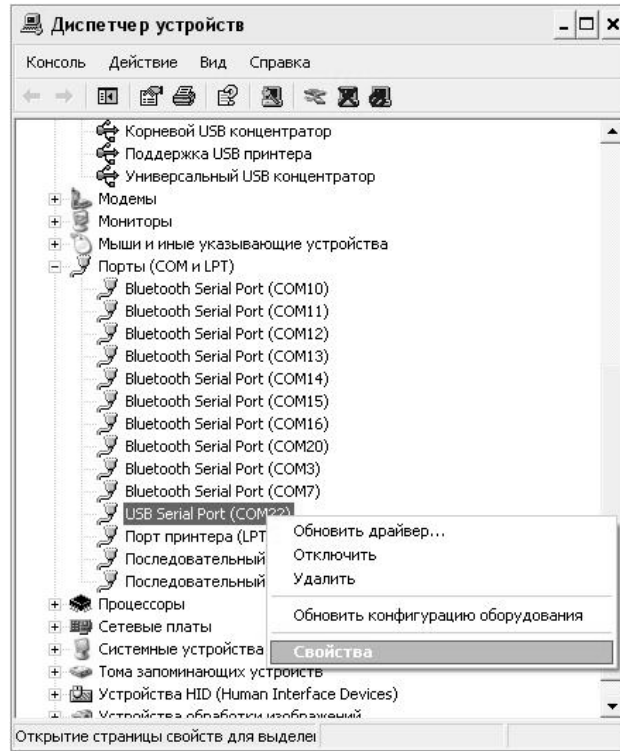 Диспетчер устройств
Консоль Действие Вид Справка
Корневой USB концентратор
Поддержка USB принтера
Универсальный USB концентратор
Модемы
Мониторы
Мыши и иные указывающие устройства
Порты (COM и LPT)
Bluetooth Serial Port (COM10)
Bluetooth Serial Port (COM11)
Bluetooth Serial Port (COM12)
Bluetooth Serial Port (COM13)
Bluetooth Serial Port (COM14)
Bluetooth Serial Port (COM15)
Bluetooth Serial Port (COM16)
Bluetooth Serial Port (COM20)
Bluetooth Serial Port (COM3)
Bluetooth Serial Port (COM7)
USB Serial Port (COM22)
Порт принтера (LPT
Последовательный
Последовательный
Обновить драйвер...
Отключить
Удалить
Обновить конфигурацию оборудования
Свойства
Процессоры
Сетевые платы
Системные устройства
Тома запоминающих устройств
Устройства HID (Human Interface Devices)
Устройства обработки изображений
Открытие страницы свойств для выделен